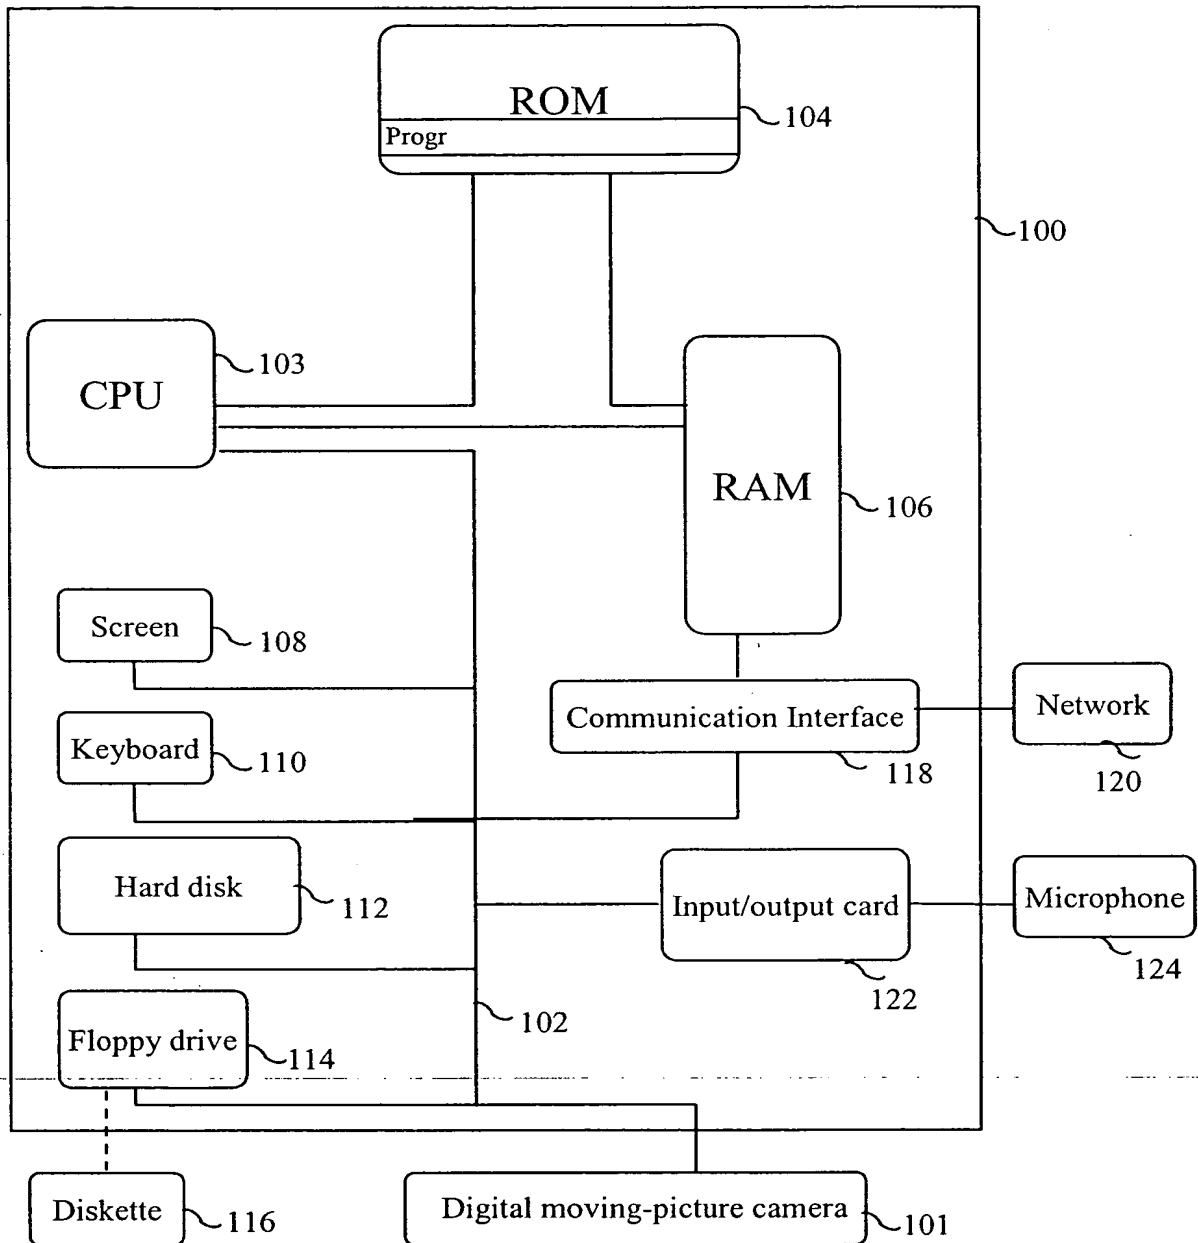 ROM
104
Progr
100
CPU
103
RAM
106
Screen
108
Communication Interface
118
Network
120
Keyboard
110
Hard disk
112
Input/output card
122
Microphone
124
102
Floppy drive
114
Diskette
116
Digital moving-picture camera
101